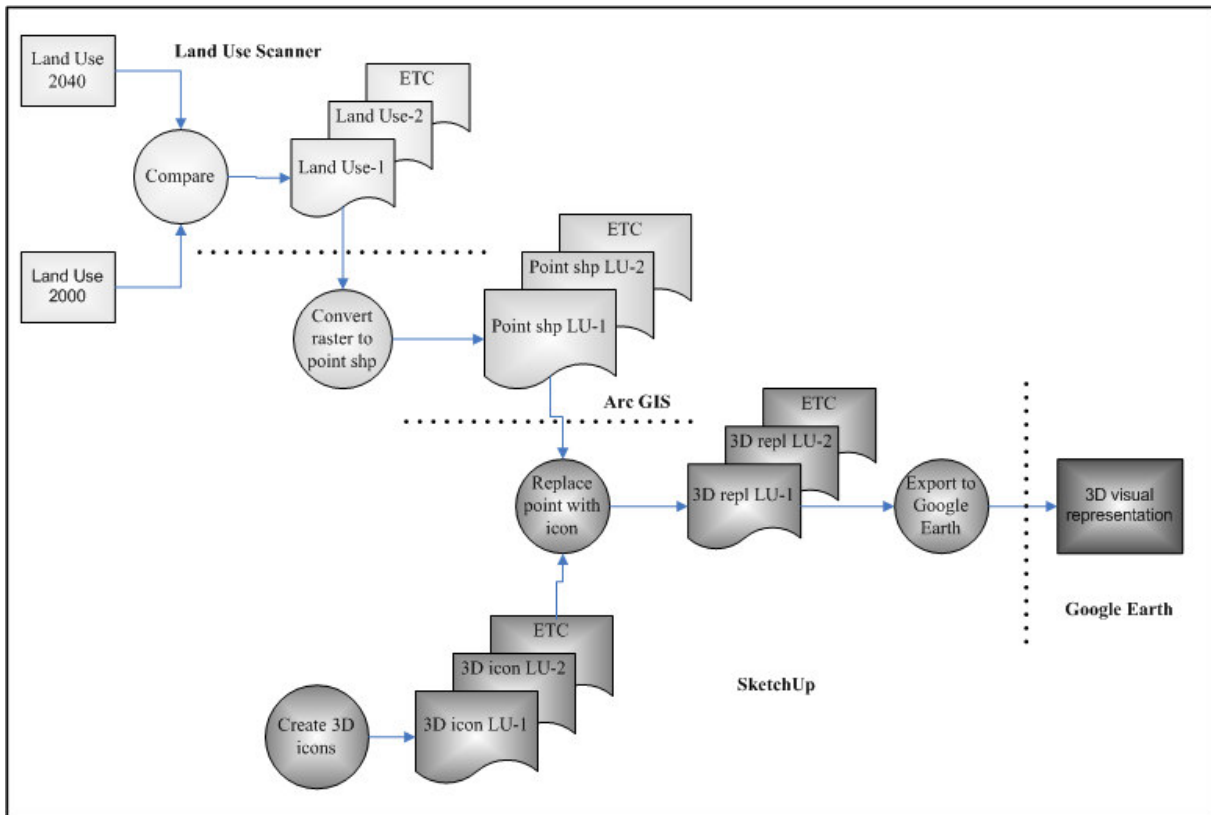 Land Use
2040
Land Use Scanner
ETC
Land Use-2
Land Use-1
Compare
Land Use
2000
ETC
Point shp LU-2
Point shp LU-1
Convert
raster to
point shp
Arc GIS
ETC
3D repl LU-2
3D repl LU-1
Replace
point with
icon
Export to
Google
Earth
3D visual
representation
Google Earth
ETC
3D icon LU-2
3D icon LU-1
SketchUp
Create 3D
icons